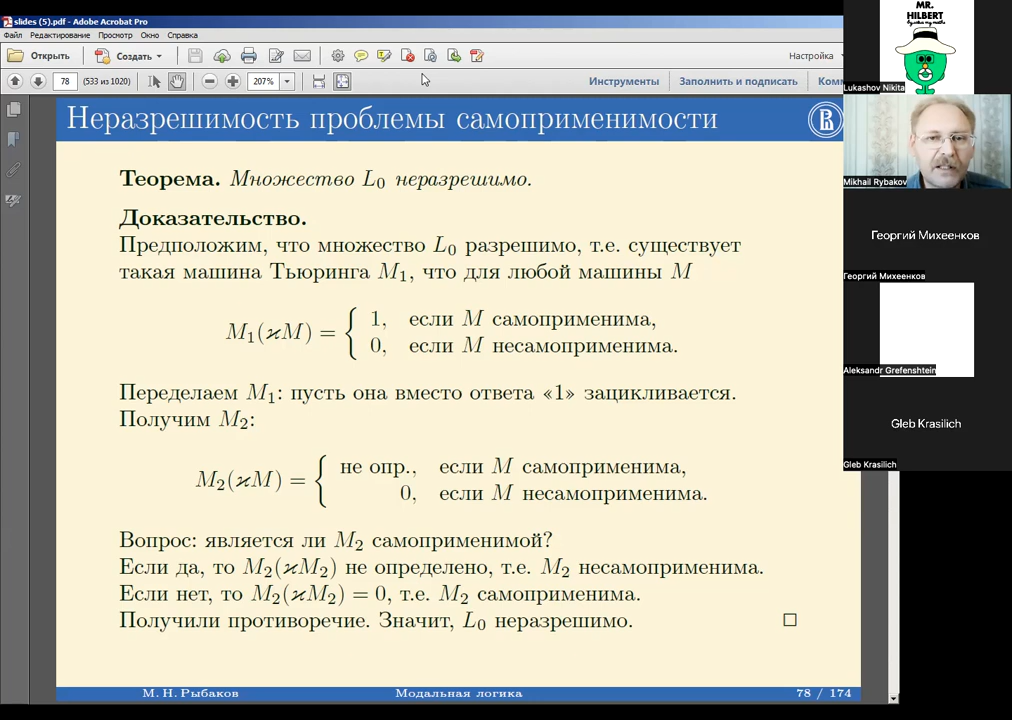 slides (5).pdf - Adobe Acrobat Pro
Файл Редактирование Просмотр Окно Справка
Открыть Создать Настройка
78 (533 из 1020) 207% Инструменты Заполнить и подписать Комм
Неразрешимость проблемы самоприменимости
Теорема. Множество L₀ неразрешимо.
Доказательство.
Предположим, что множество L₀ разрешимо, т.е. существует
такая машина Тьюринга M₁, что для любой машины M
M₁(ϰM) = { 1, если M самоприменима,
0, если M несамоприменима.
Переделаем M₁: пусть она вместо ответа «1» зацикливается.
Получим M₂:
M₂(ϰM) = { не опр., если M самоприменима,
0, если M несамоприменима.
Вопрос: является ли M₂ самоприменимой?
Если да, то M₂(ϰM₂) не определено, т.е. M₂ несамоприменима.
Если нет, то M₂(ϰM₂) = 0, т.е. M₂ самоприменима.
Получили противоречие. Значит, L₀ неразрешимо. □
М. Н. Рыбаков Модальная логика 78 / 174
MR.
HILBERT
Lukashov Nikita
Mikhail Rybakov
Георгий Михеенков
Георгий Михеенков
Aleksandr Grefenshtein
Gleb Krasilich
Gleb Krasilich